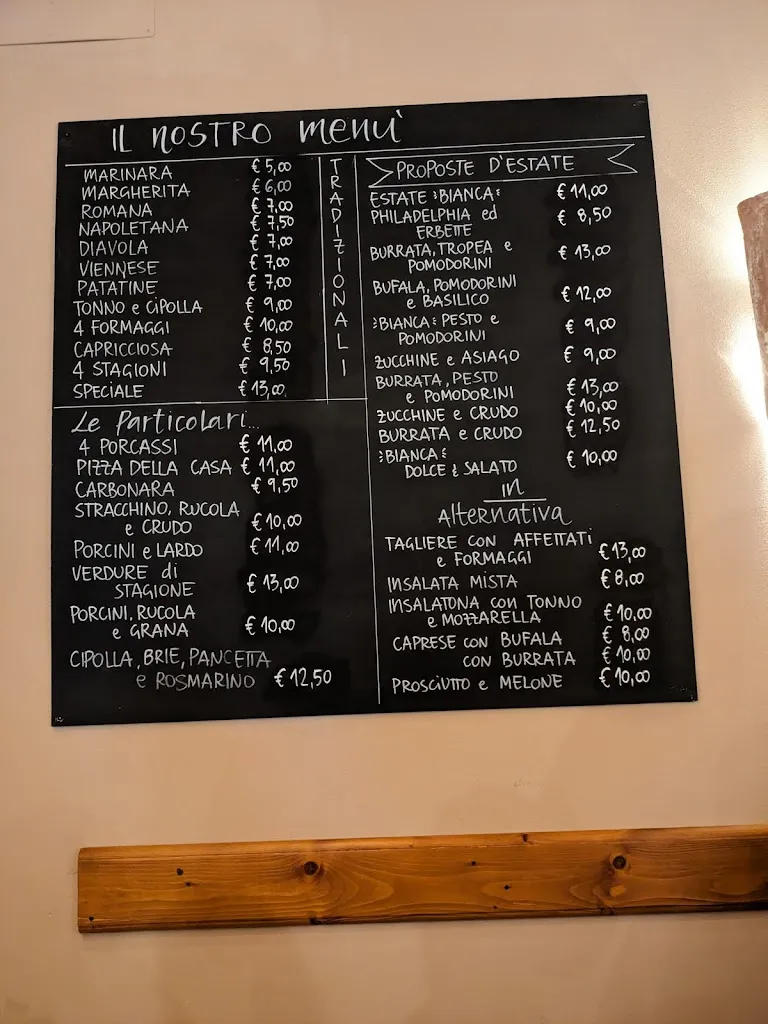 IL NOSTRO MENU'
TRADIZIONALI
MARINARA € 5,00
MARGHERITA € 6,00
ROMANA € 7,00
NAPOLETANA € 7,50
DIAVOLA € 7,00
VIENNESE € 7,00
PATATINE € 7,00
TONNO e CIPOLLA € 9,00
4 FORMAGGI € 10,00
CAPRICCIOSA € 8,50
4 STAGIONI € 9,50
SPECIALE € 13,00
Le Particolari...
4 PORCASSI € 11,00
PIZZA DELLA CASA € 11,00
CARBONARA € 9,50
STRACCHINO, RUCOLA
e CRUDO € 10,00
PORCINI e LARDO € 11,00
VERDURE di
STAGIONE € 13,00
PORCINI, RUCOLA
e GRANA € 10,00
CIPOLLA, BRIE, PANCETTA
e ROSMARINO € 12,50
PROPOSTE D'ESTATE
ESTATE BIANCA € 11,00
PHILADELPHIA ed
ERBETTE € 8,50
BURRATA, TROPEA e
POMODORINI € 13,00
BUFALA, POMODORINI
e BASILICO € 12,00
BIANCA PESTO e
POMODORINI € 9,00
ZUCCHINE e ASIAGO € 9,00
BURRATA, PESTO
e POMODORINI € 13,00
ZUCCHINE e CRUDO € 10,00
BURRATA e CRUDO € 12,50
BIANCA
DOLCE & SALATO € 10,00
in
Alternativa
TAGLIERE CON AFFETTATI
e FORMAGGI € 13,00
INSALATA MISTA € 8,00
INSALATONA con TONNO
e MOZZARELLA € 10,00
CAPRESE CON BUFALA € 8,00
CON BURRATA € 10,00
PROSCIUTTO e MELONE € 10,00